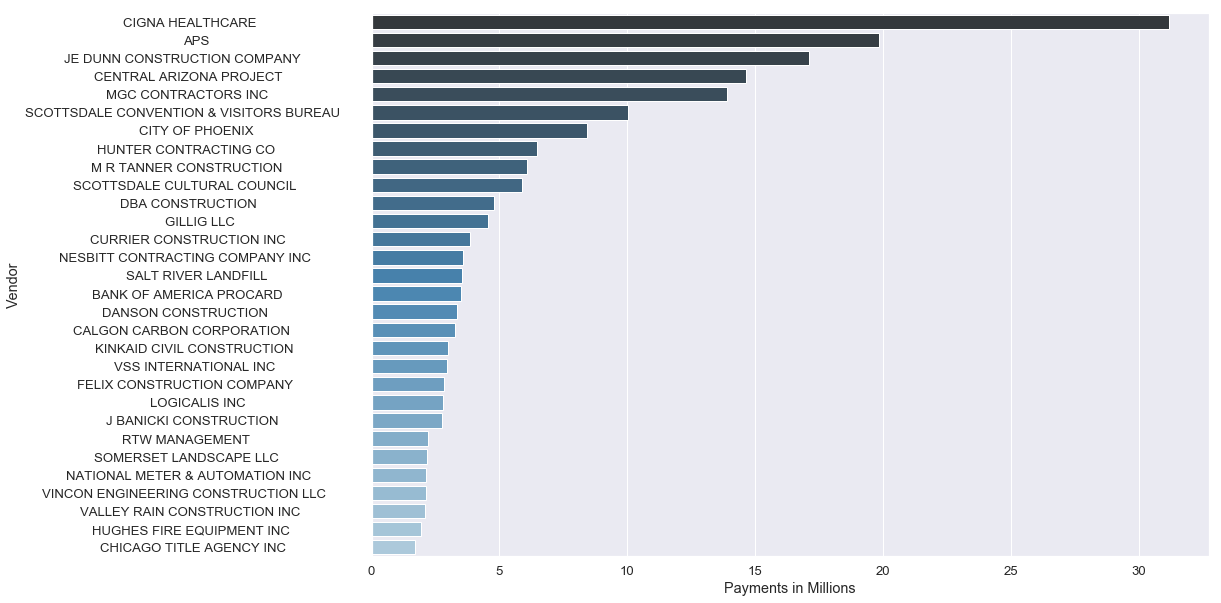 CIGNA HEALTHCARE
APS
JE DUNN CONSTRUCTION COMPANY
CENTRAL ARIZONA PROJECT
MGC CONTRACTORS INC
SCOTTSDALE CONVENTION & VISITORS BUREAU
CITY OF PHOENIX
HUNTER CONTRACTING CO
M R TANNER CONSTRUCTION
SCOTTSDALE CULTURAL COUNCIL
DBA CONSTRUCTION
GILLIG LLC
CURRIER CONSTRUCTION INC
NESBITT CONTRACTING COMPANY INC
SALT RIVER LANDFILL
BANK OF AMERICA PROCARD
DANSON CONSTRUCTION
CALGON CARBON CORPORATION
KINKAID CIVIL CONSTRUCTION
VSS INTERNATIONAL INC
FELIX CONSTRUCTION COMPANY
LOGICALIS INC
J BANICKI CONSTRUCTION
RTW MANAGEMENT
SOMERSET LANDSCAPE LLC
NATIONAL METER & AUTOMATION INC
VINCON ENGINEERING CONSTRUCTION LLC
VALLEY RAIN CONSTRUCTION INC
HUGHES FIRE EQUIPMENT INC
CHICAGO TITLE AGENCY INC
Vendor
0 5 10 15 20 25 30
Payments in Millions